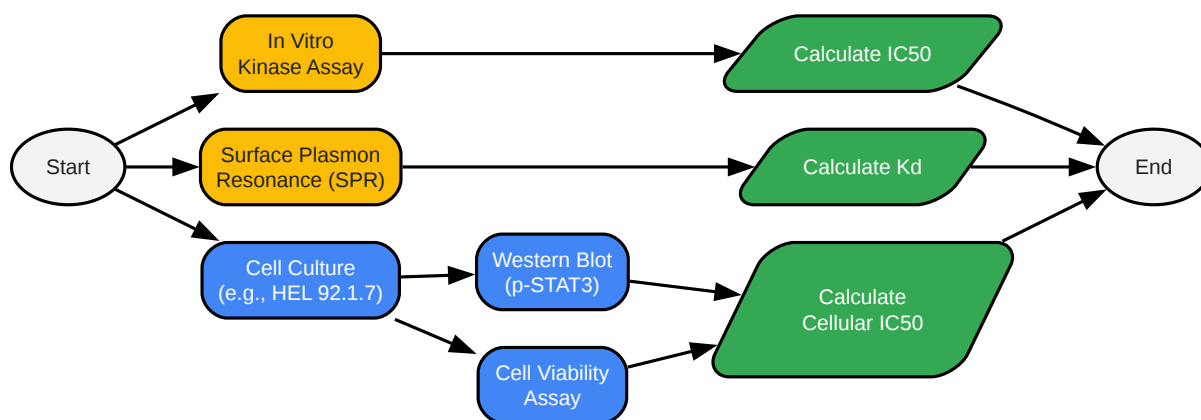 In Vitro
Kinase Assay
Calculate IC50
Start
Surface Plasmon
Resonance (SPR)
Calculate Kd
End
Cell Culture
(e.g., HEL 92.1.7)
Western Blot
(p-STAT3)
Calculate
Cellular IC50
Cell Viability
Assay